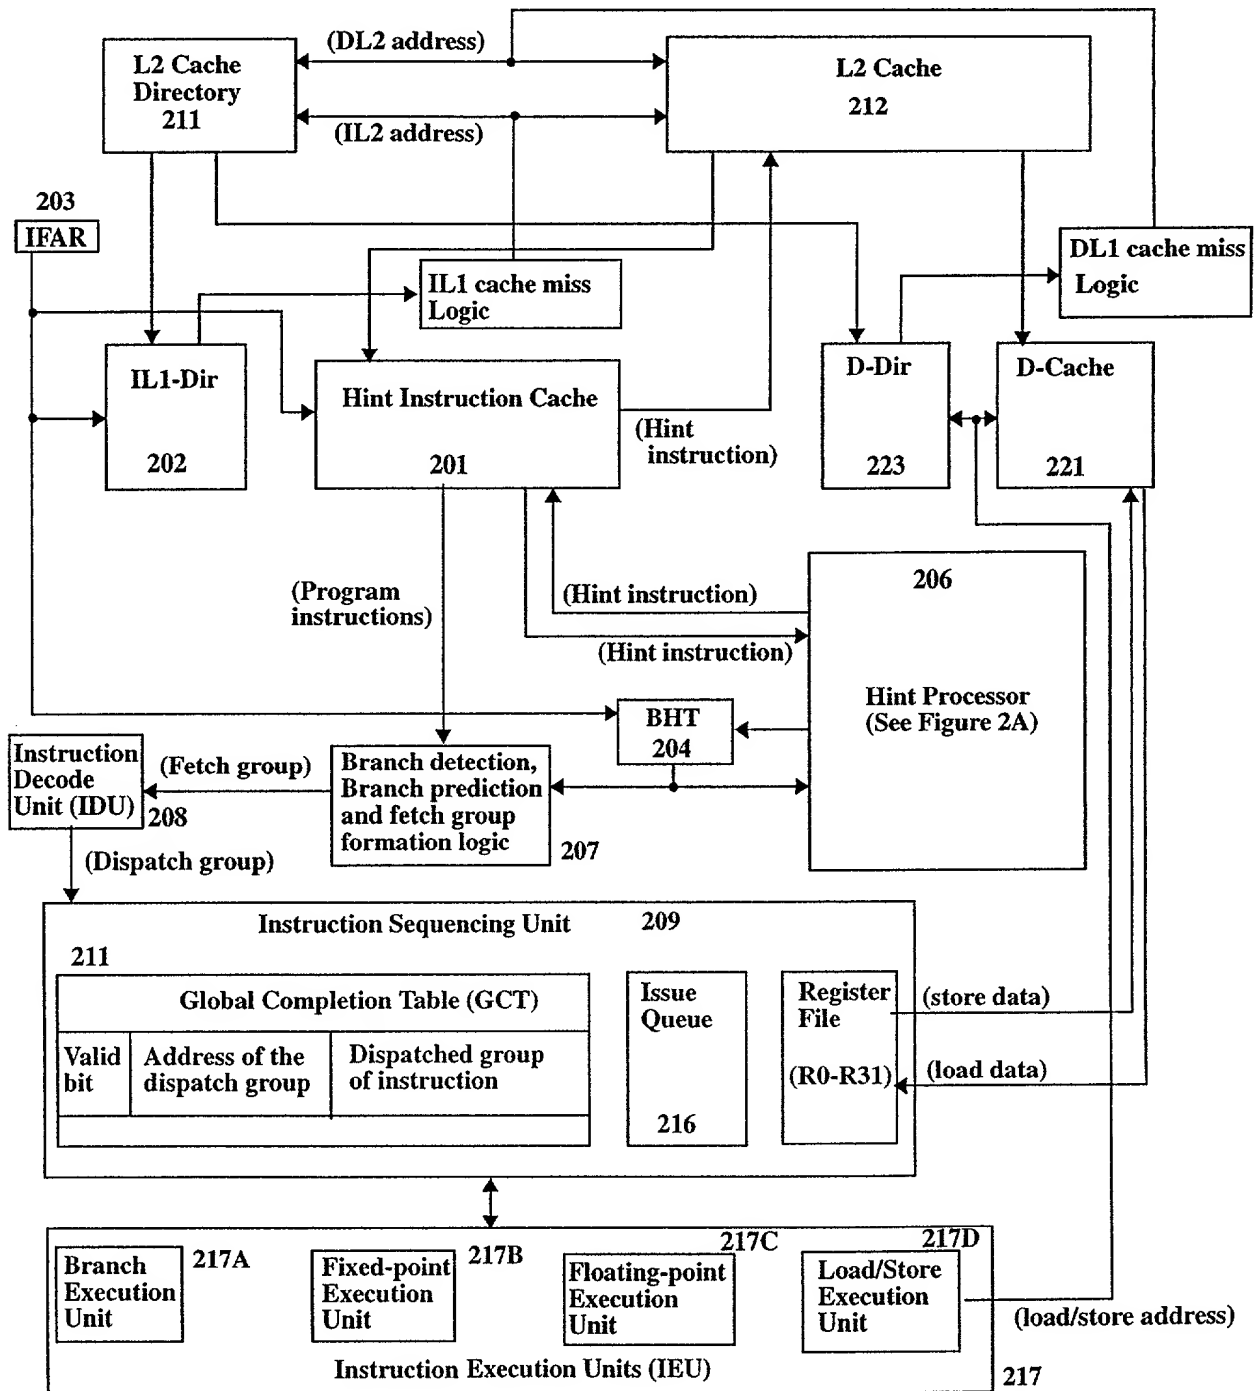 (DL2 address)
L2 Cache
Directory
211
L2 Cache
212
(IL2 address)
203
IFAR
IL1 cache miss
Logic
DL1 cache miss
Logic
IL1-Dir
202
Hint Instruction Cache
201
(Hint
instruction)
D-Dir
223
D-Cache
221
(Program
instructions)
(Hint instruction)
(Hint instruction)
206
Hint Processor
(See Figure 2A)
BHT
204
Instruction
Decode
Unit (IDU)
208
(Fetch group)
Branch detection,
Branch prediction
and fetch group
formation logic
207
(Dispatch group)
Instruction Sequencing Unit
209
211
Global Completion Table (GCT)
Valid
bit
Address of the
dispatch group
Dispatched group
of instruction
Issue
Queue
216
Register
File
(R0-R31)
(store data)
(load data)
Branch
Execution
Unit
217A
Fixed-point
Execution
Unit
217B
Floating-point
Execution
Unit
217C
Load/Store
Execution
Unit
217D
(load/store address)
Instruction Execution Units (IEU)
217